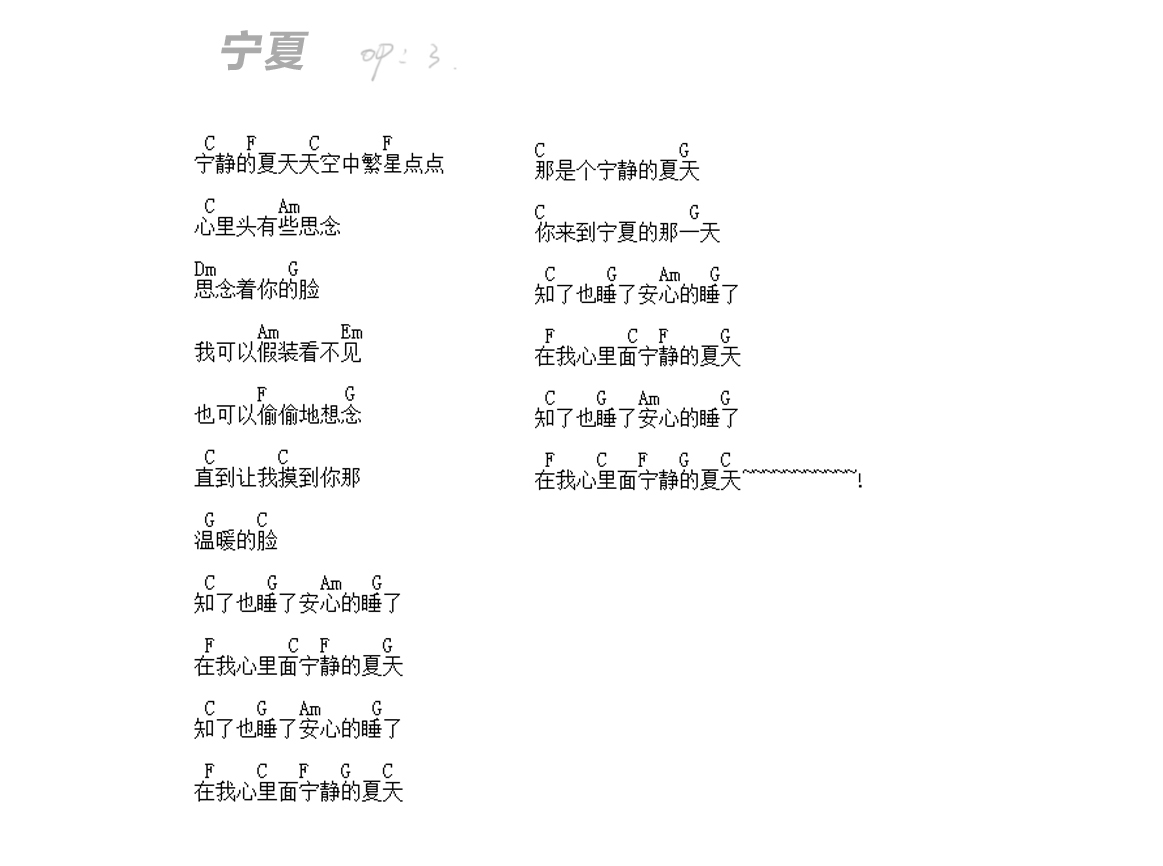 宁夏 op: 3.
C F C F
宁静的夏天天空中繁星点点
C Am
心里头有些思念
Dm G
思念着你的脸
Am Em
我可以假装看不见
F G
也可以偷偷地想念
C C
直到让我摸到你那
G C
温暖的脸
C G Am G
知了也睡了安心的睡了
F C F G
在我心里面宁静的夏天
C G Am G
知了也睡了安心的睡了
F C F G C
在我心里面宁静的夏天
C G
那是个宁静的夏天
C G
你来到宁夏的那一天
C G Am G
知了也睡了安心的睡了
F C F G
在我心里面宁静的夏天
C G Am G
知了也睡了安心的睡了
F C F G C
在我心里面宁静的夏天~~~~~~~~~~~~~!